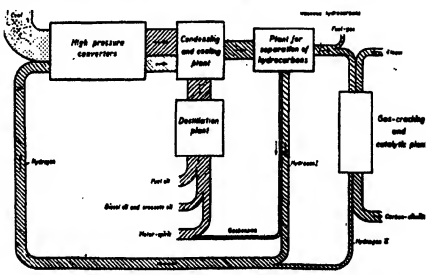 Coal
High pressure
converters
Condensing
and cooling
plant
Plant for
separation of
hydrocarbons
Gaseous hydrocarbons
Fuel-gas
Steam
Distillation
plant
Gas-cracking
and
catalytic plant
Hydrogen
Hydrogen I
Fuel oil
Diesel oil and creosote oil
Motor-spirit
Gasbenzene
Carbon-dioxide
Hydrogen II